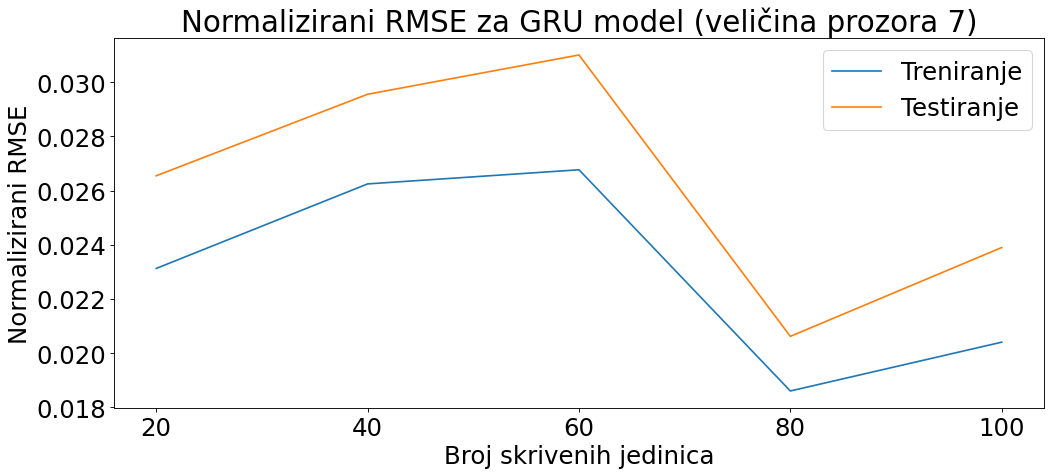 Normalizirani RMSE za GRU model (veličina prozora 7)
Treniranje
Testiranje
Normalizirani RMSE
0.030
0.028
0.026
0.024
0.022
0.020
0.018
20 40 60 80 100
Broj skrivenih jedinica